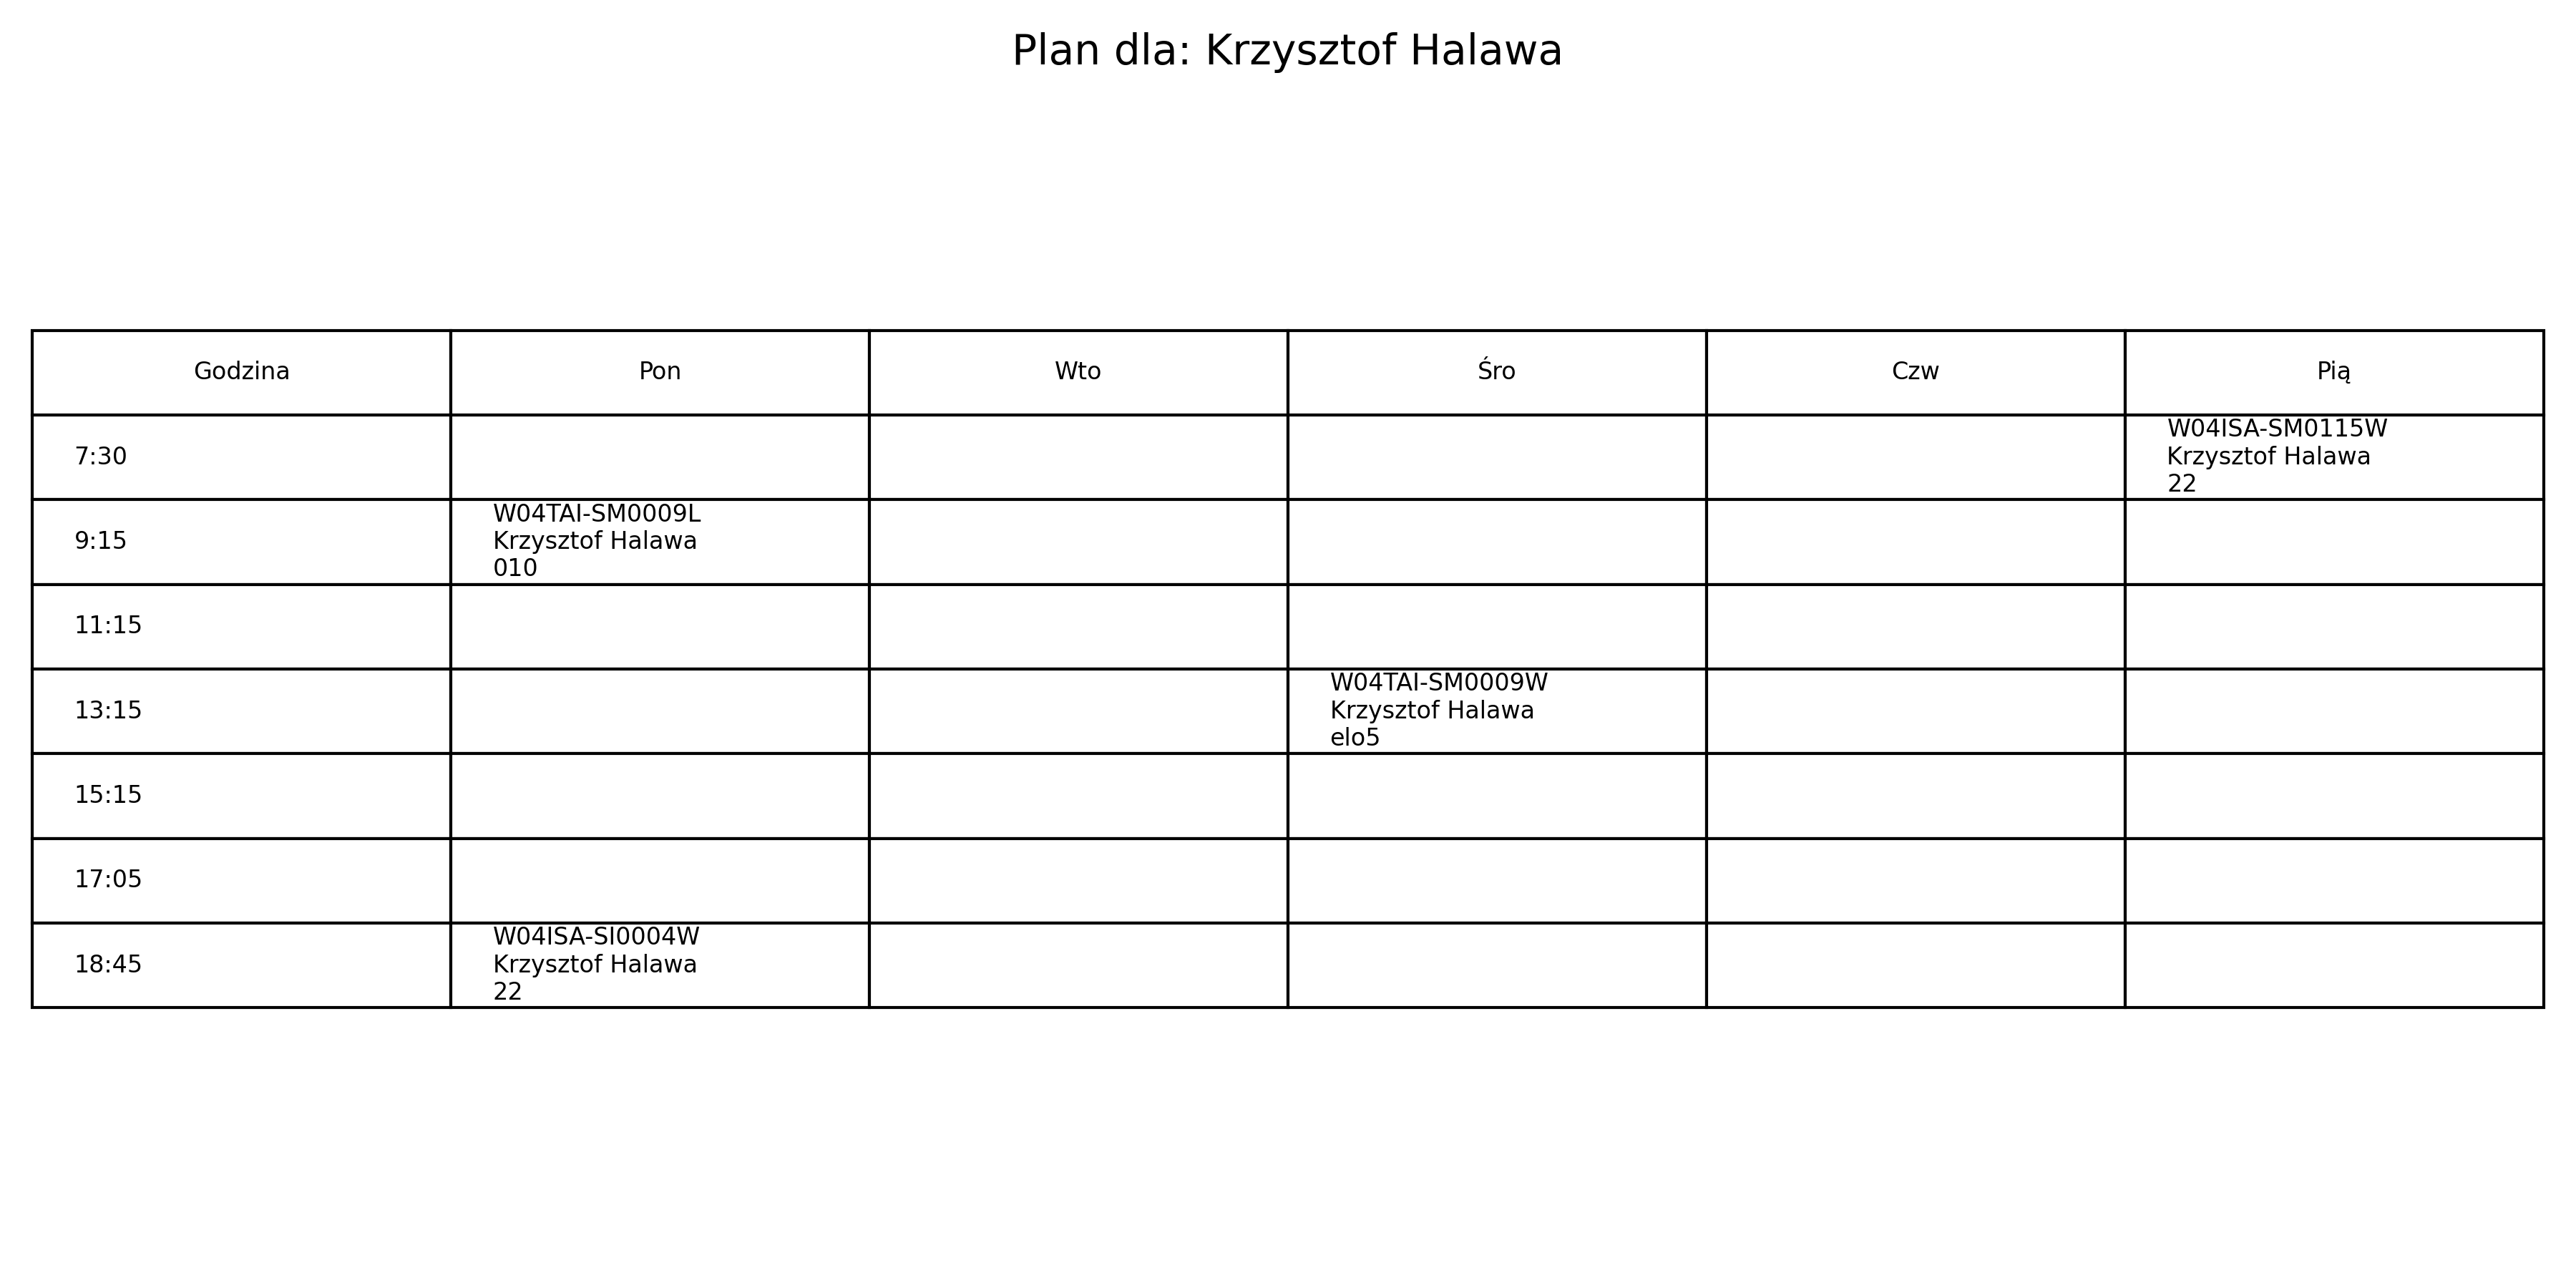 Plan dla: Krzysztof Halawa
Godzina
Pon
Wto
Śro
Czw
Pią
7:30
W04ISA-SM0115W
Krzysztof Halawa
22
9:15
W04TAI-SM0009L
Krzysztof Halawa
010
11:15
13:15
W04TAI-SM0009W
Krzysztof Halawa
elo5
15:15
17:05
18:45
W04ISA-SI0004W
Krzysztof Halawa
22